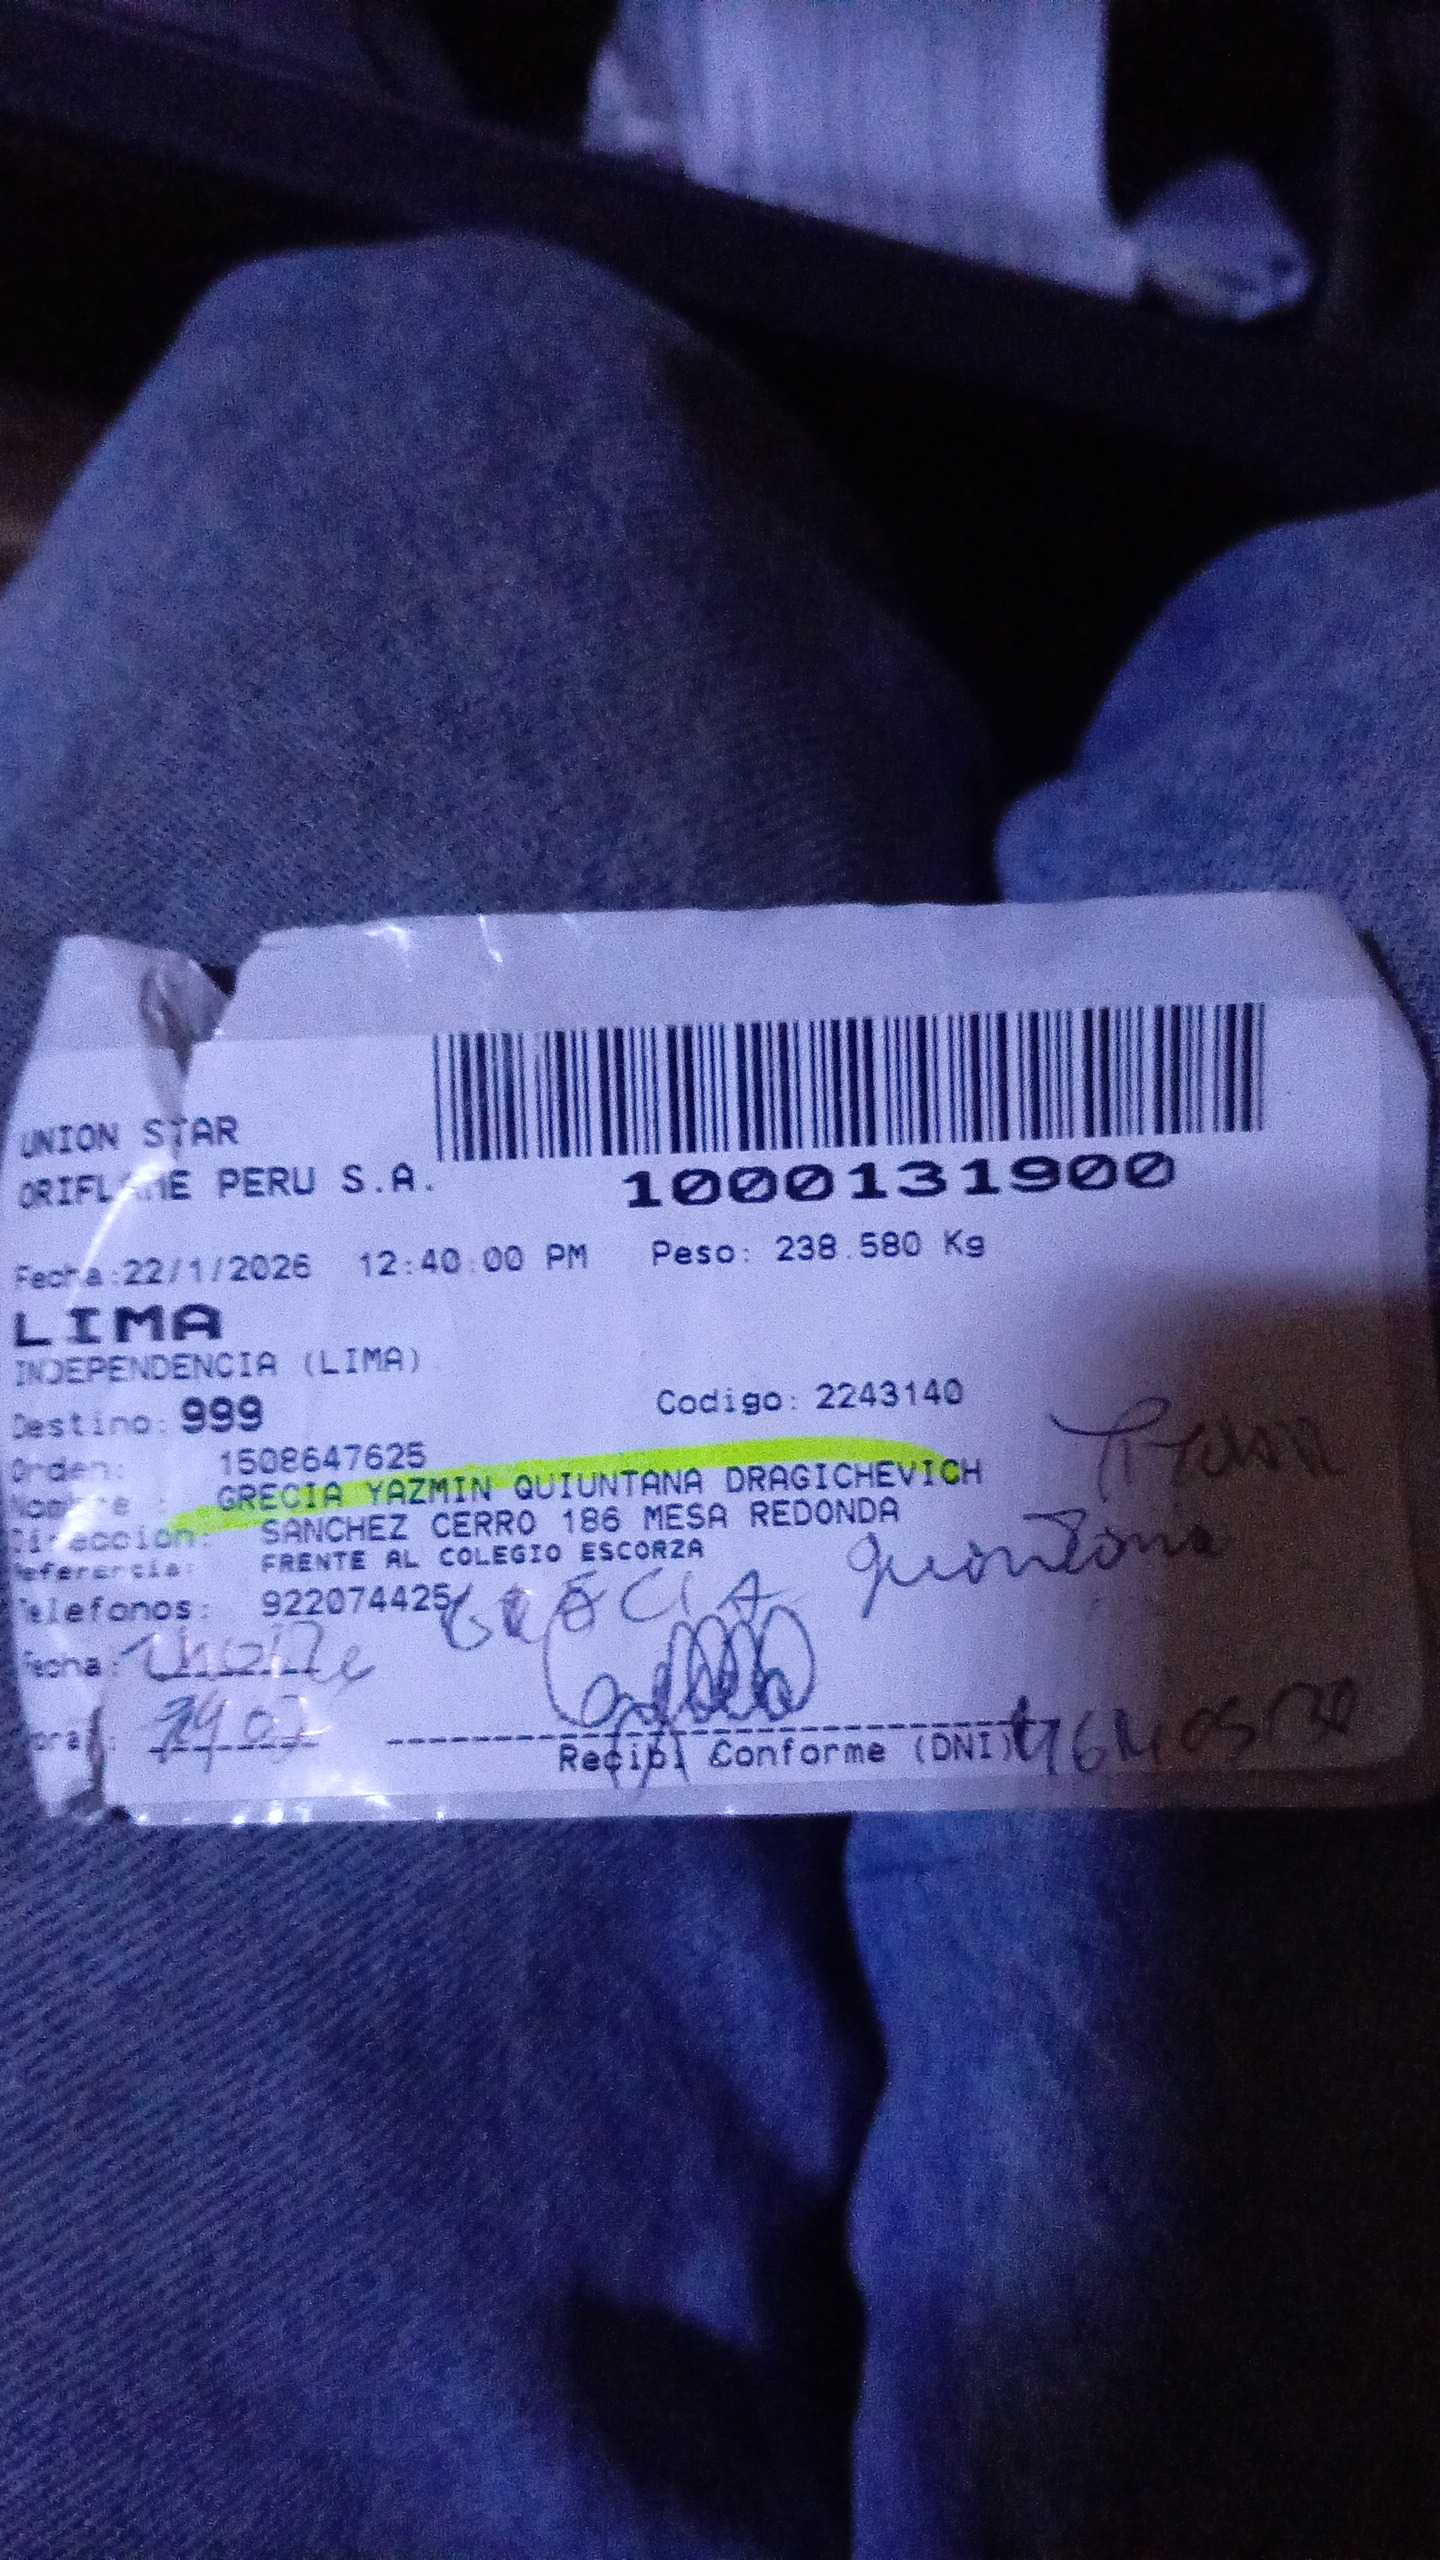 UNION STAR
ORIFLAME PERU S.A.
1000131900
Fecha:22/1/2026 12:40:00 PM Peso: 238.580 Kg
LIMA
INDEPENDENCIA (LIMA)
Destino: 999 Codigo: 2243140
Orden: 1508647625
Nombre : GRECIA YAZMIN QUIUNTANA DRAGICHEVICH
Direccion: SANCHEZ CERRO 186 MESA REDONDA
Referencia: FRENTE AL COLEGIO ESCORZA
Telefonos: 922074425
GRECIA Quintana
Fecha:
Hora:
Recibi Conforme (DNI)